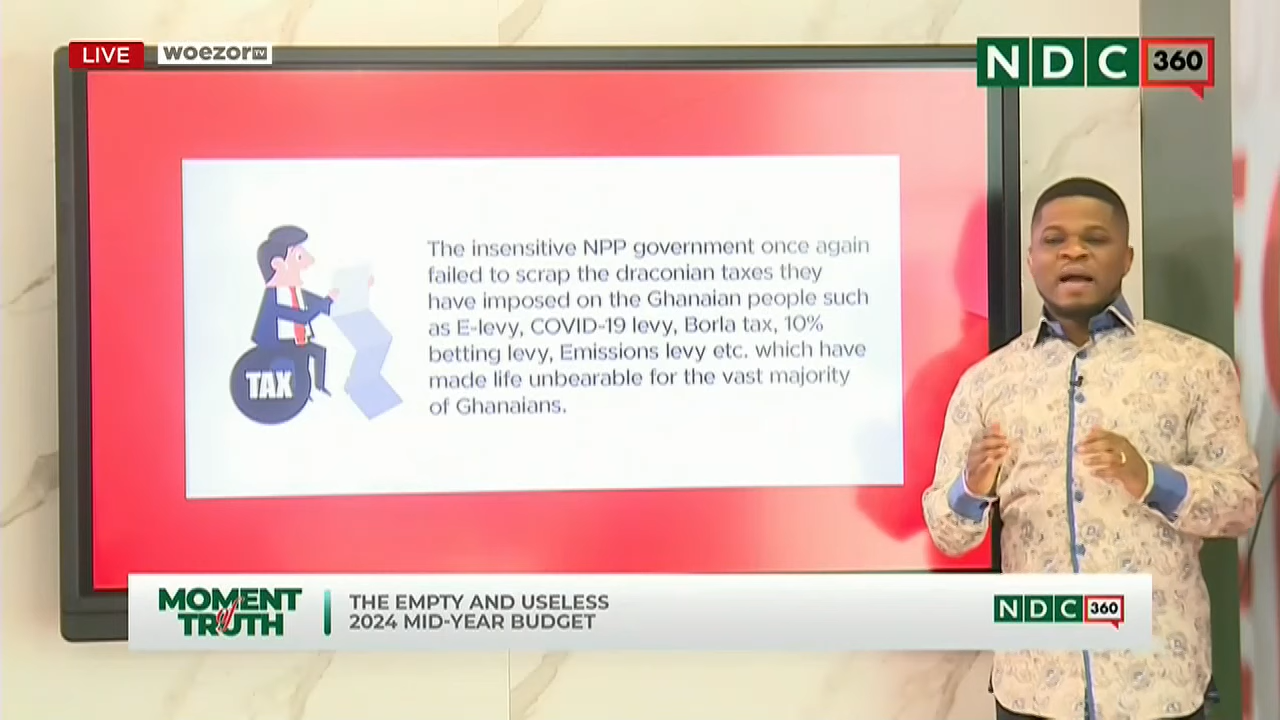 LIVE
woezor tv
NDC 360
The insensitive NPP government once again
failed to scrap the draconian taxes they
have imposed on the Ghanaian people such
as E-levy, COVID-19 levy, Borla tax, 10%
betting levy, Emissions levy etc. which have
made life unbearable for the vast majority
of Ghanaians.
TAX
MOMENT
of
TRUTH
THE EMPTY AND USELESS
2024 MID-YEAR BUDGET
NDC 360